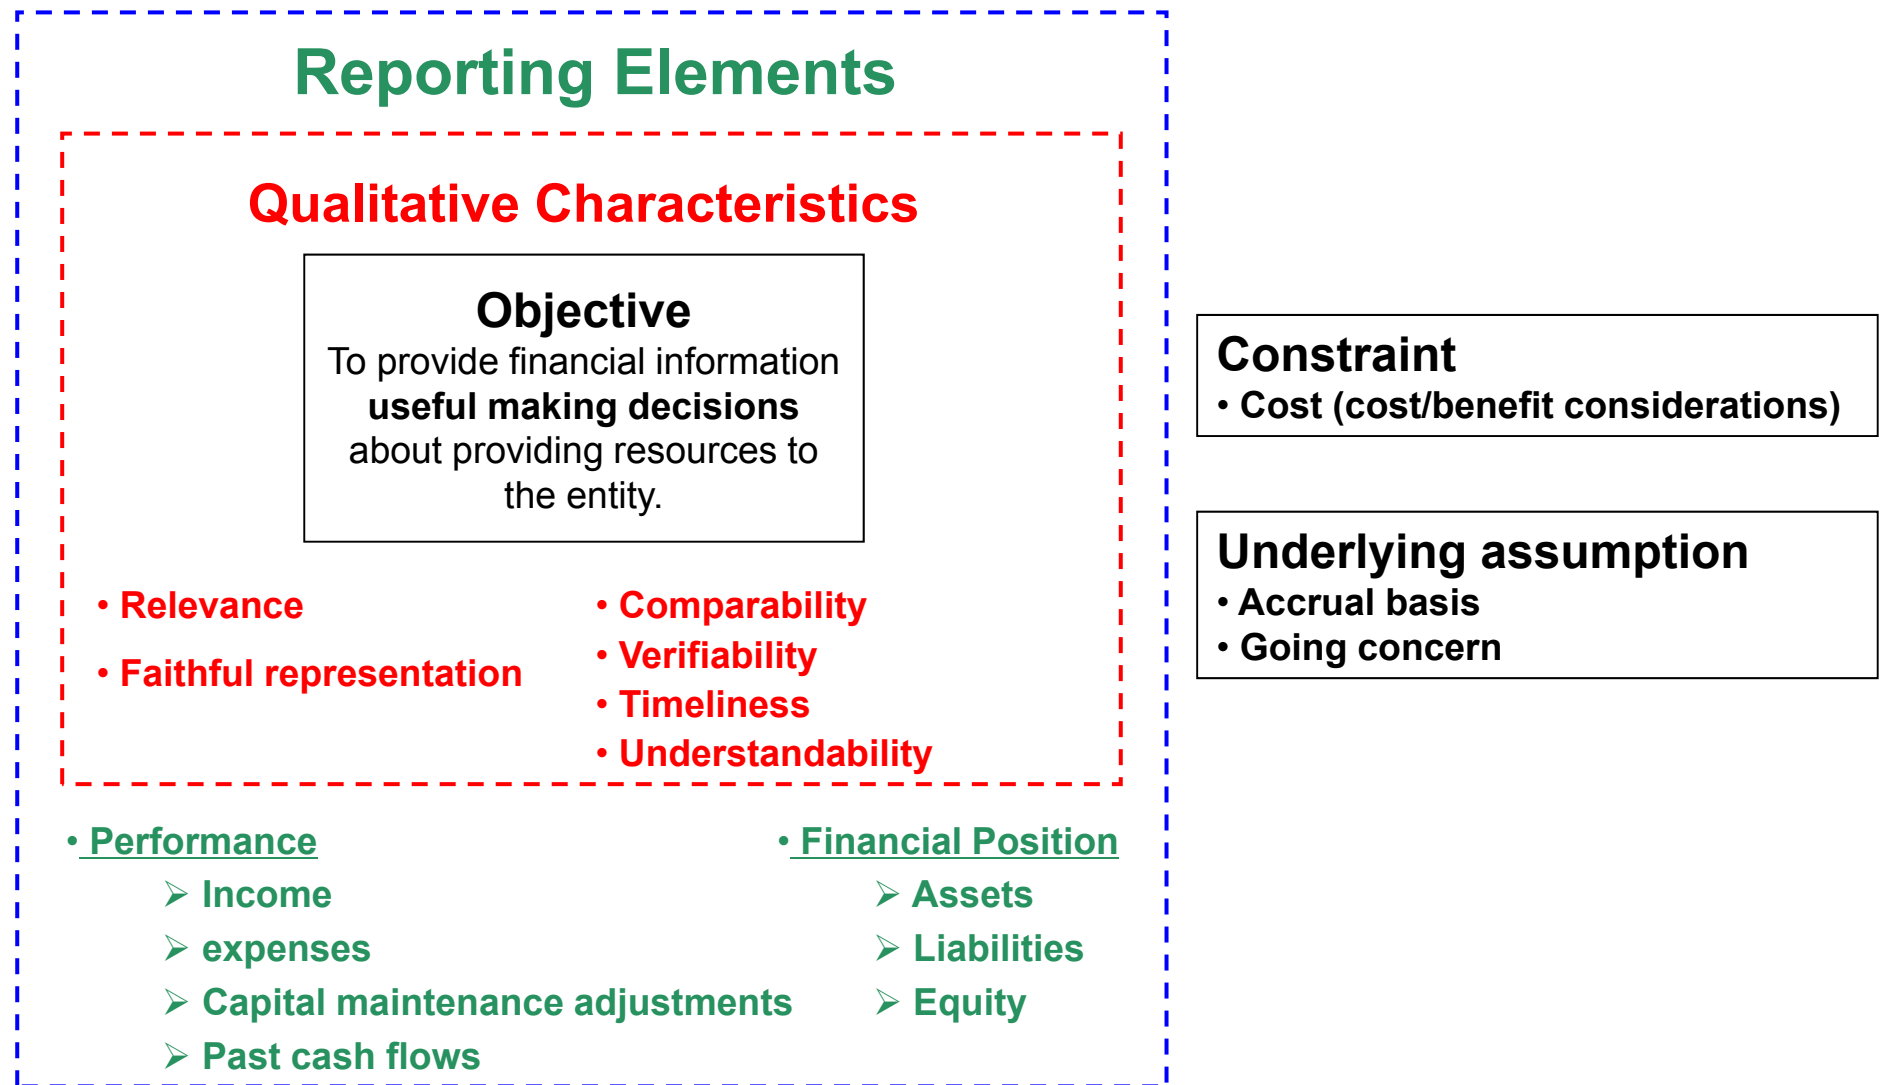 Reporting Elements
Qualitative Characteristics
Objective
To provide financial information
useful making decisions
about providing resources to
the entity.
• Relevance
• Faithful representation
• Comparability
• Verifiability
• Timeliness
• Understandability
• Performance
➢ Income
➢ expenses
➢ Capital maintenance adjustments
➢ Past cash flows
• Financial Position
➢ Assets
➢ Liabilities
➢ Equity
Constraint
• Cost (cost/benefit considerations)
Underlying assumption
• Accrual basis
• Going concern